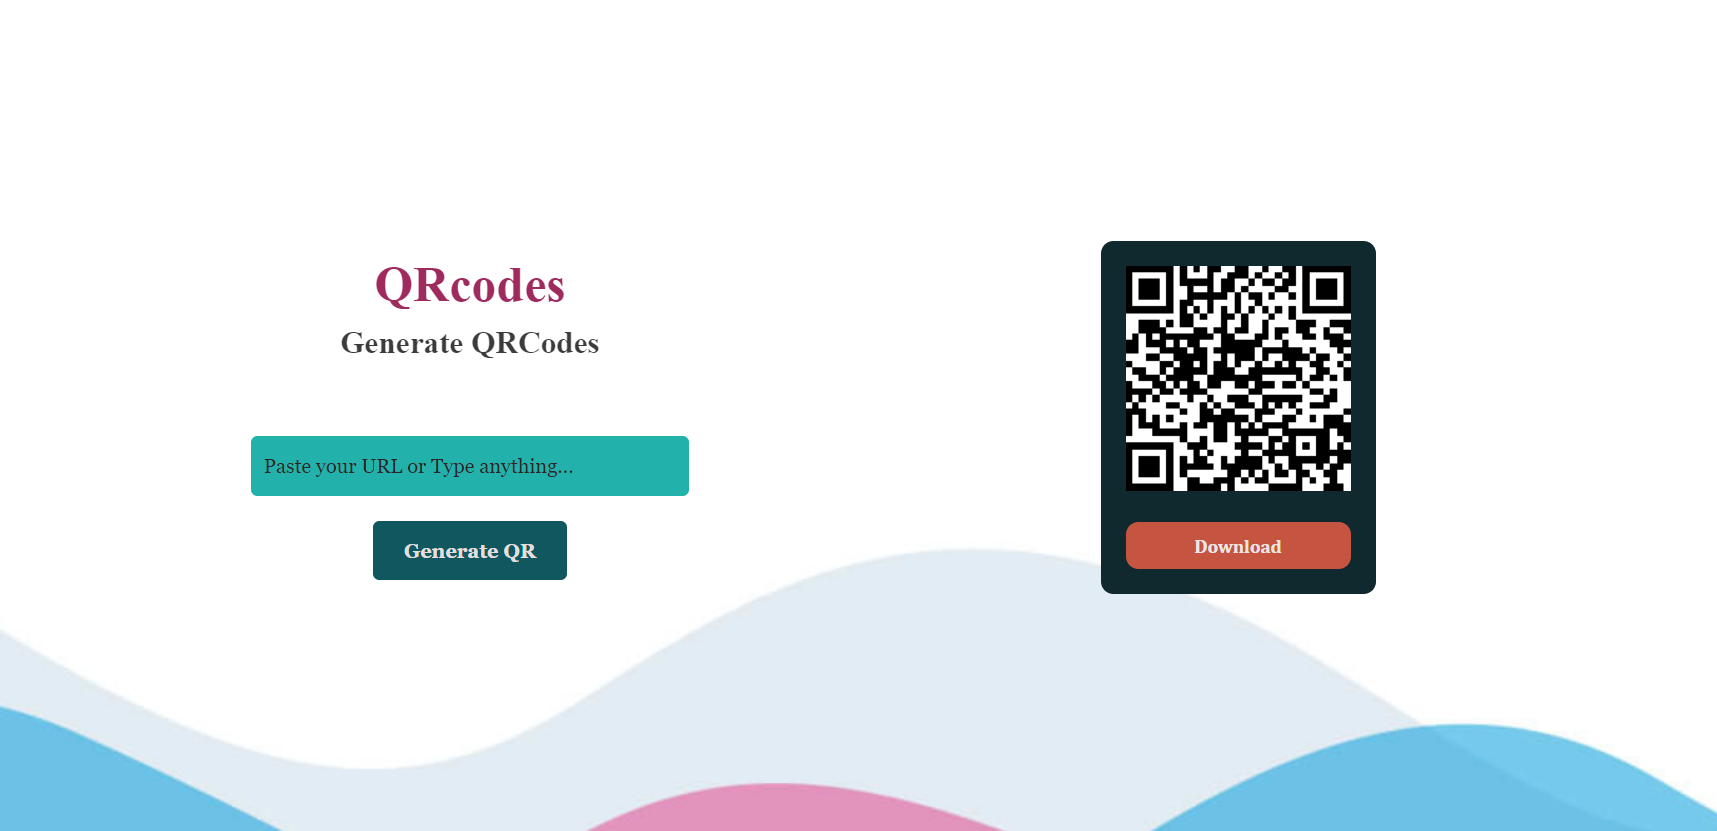 QRcodes
Generate QRCodes
Paste your URL or Type anything...
Generate QR
Download